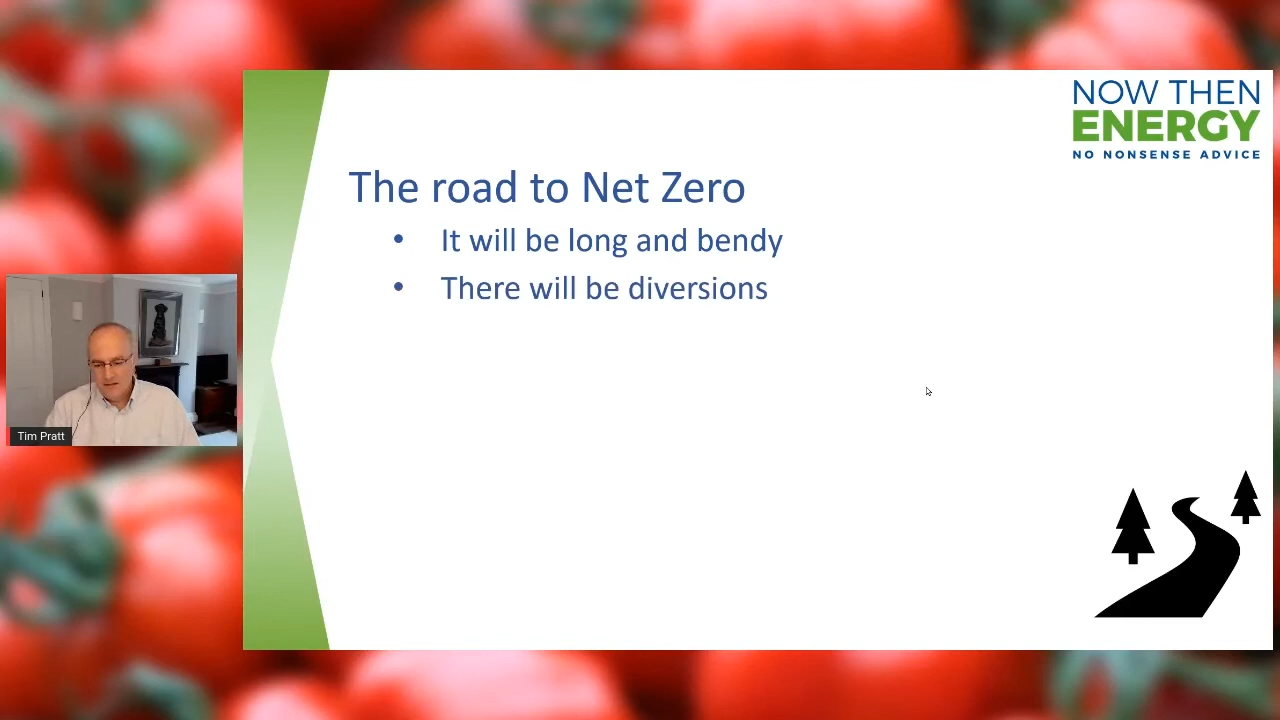 NOW THEN
ENERGY
NO NONSENSE ADVICE
The road to Net Zero
• It will be long and bendy
• There will be diversions
Tim Pratt